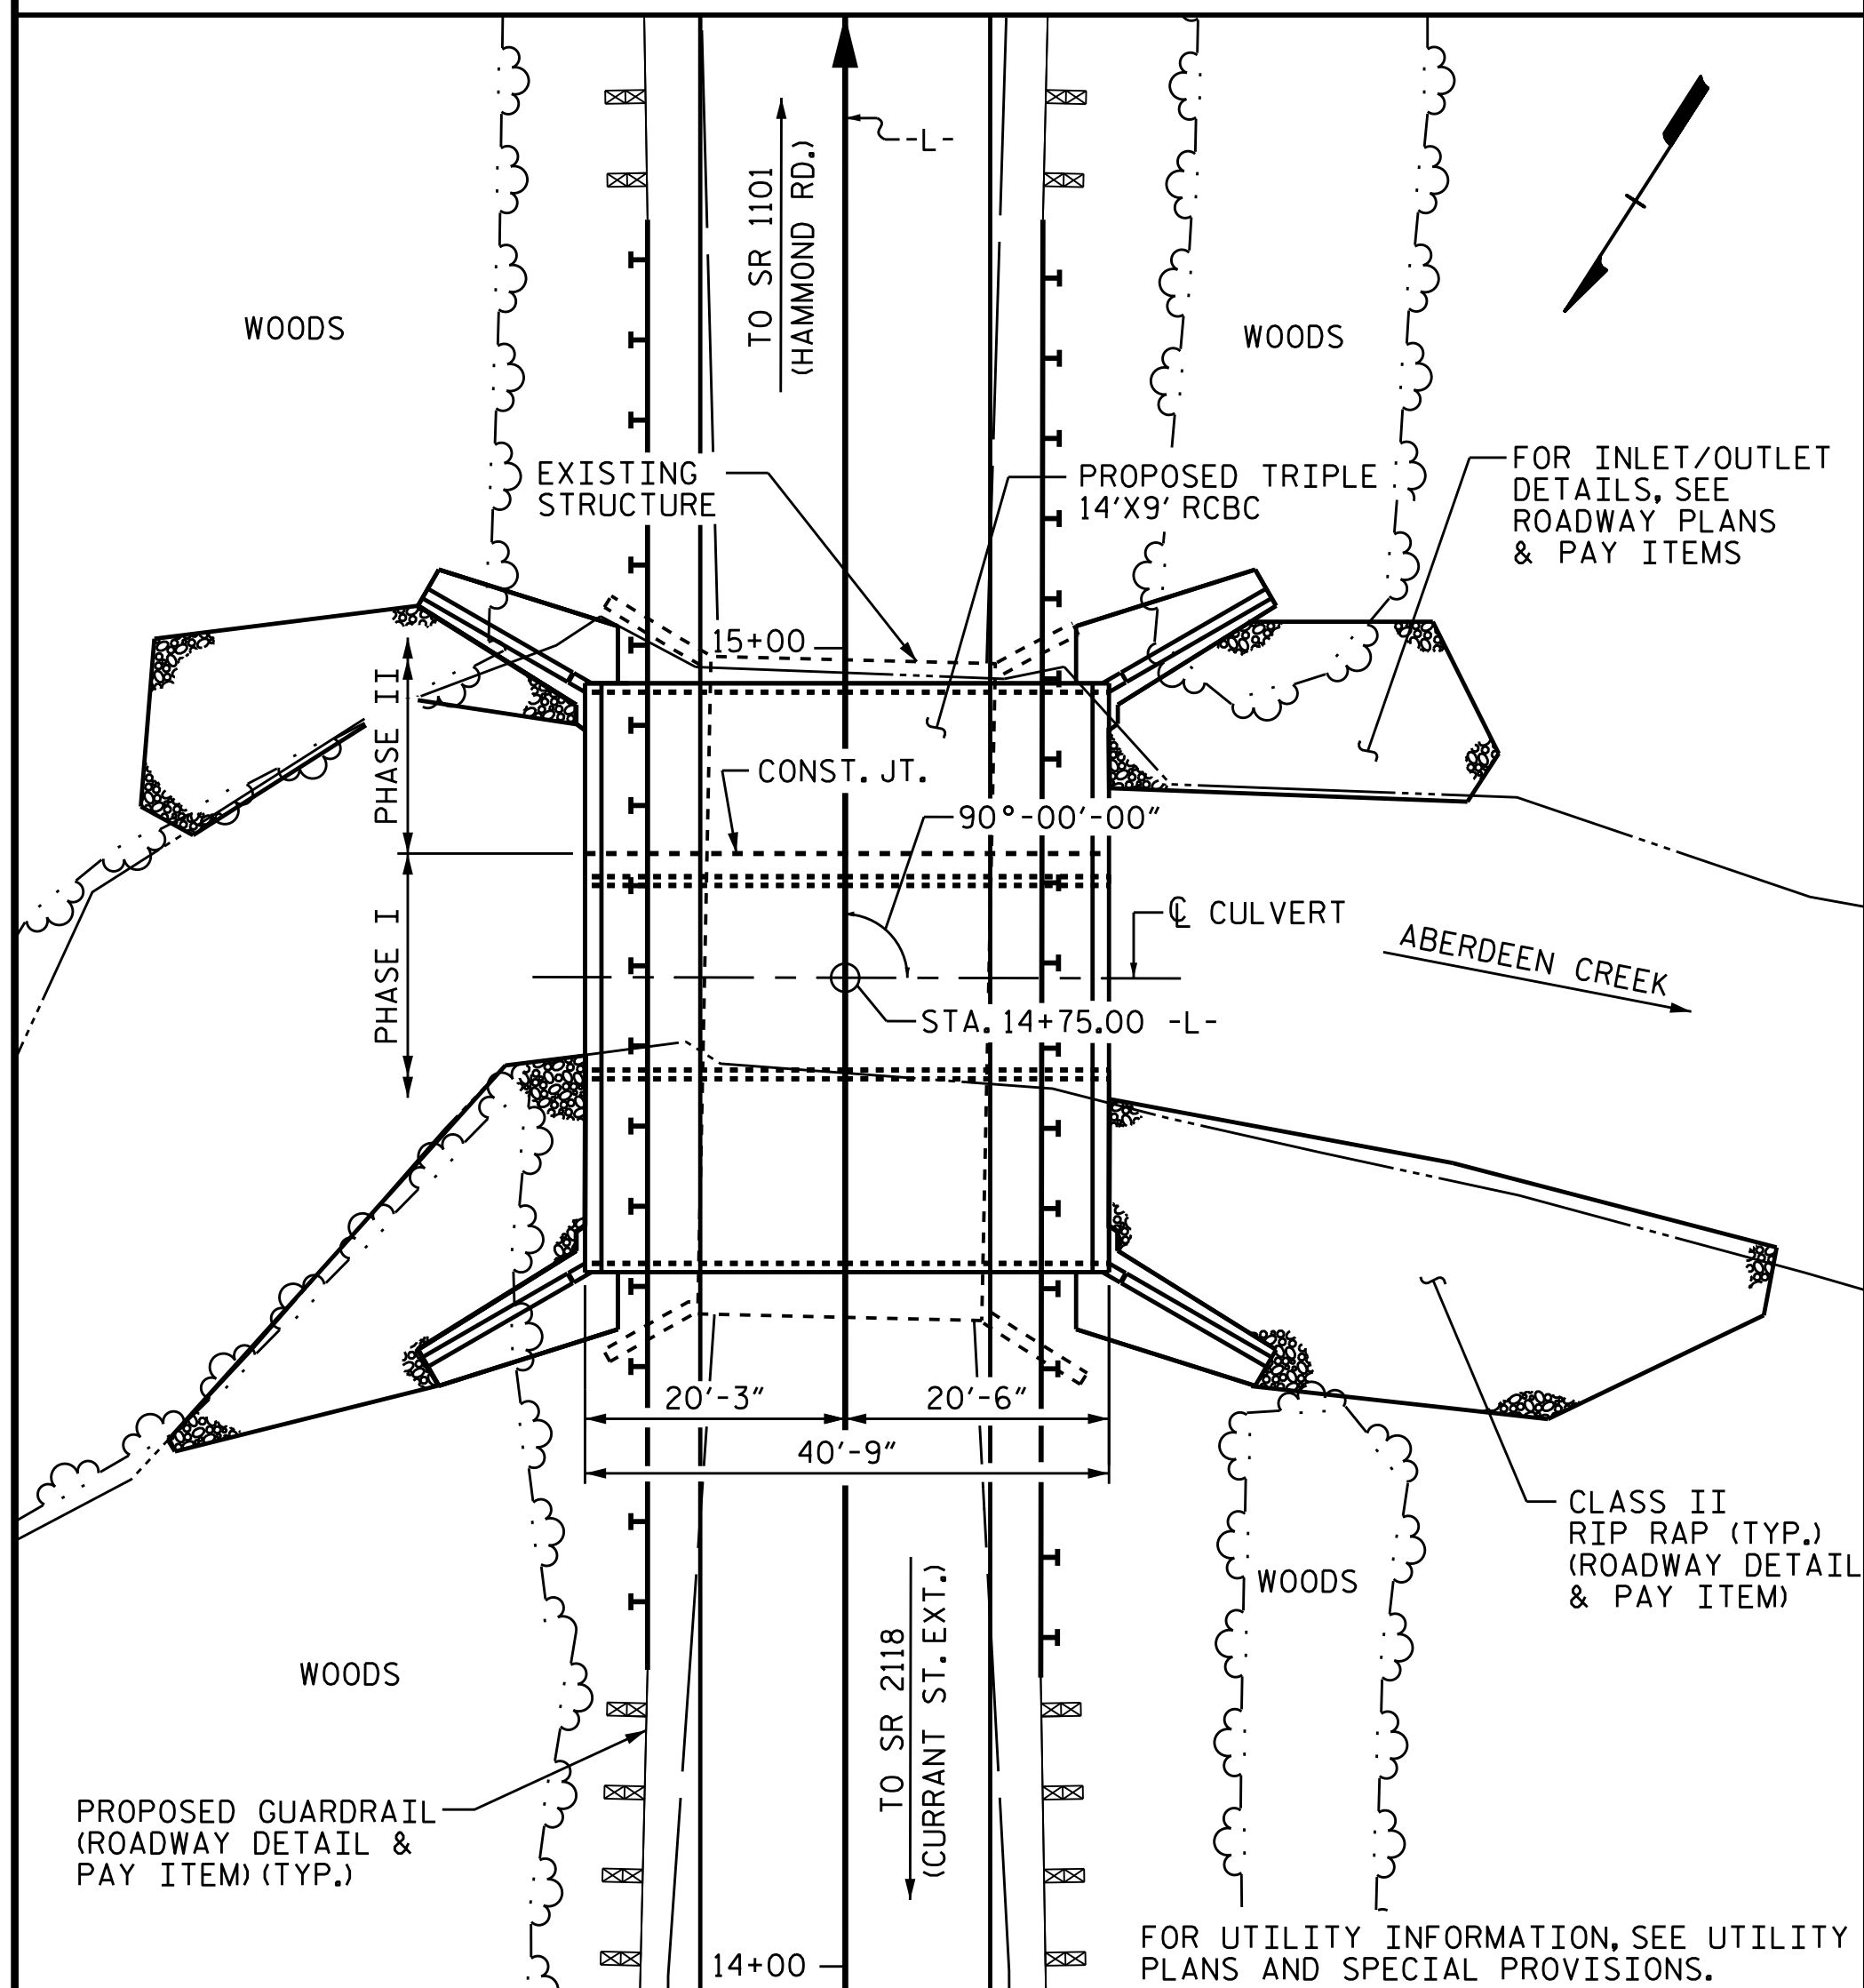 -L-
TO SR 1101
(HAMMOND RD.)
WOODS
WOODS
EXISTING
STRUCTURE
PROPOSED TRIPLE
14'X9' RCBC
FOR INLET/OUTLET
DETAILS, SEE
ROADWAY PLANS
& PAY ITEMS
15+00
PHASE II
CONST. JT.
90°-00'-00"
PHASE I
℄ CULVERT
ABERDEEN CREEK
STA. 14+75.00 -L-
20'-3"
20'-6"
40'-9"
CLASS II
RIP RAP (TYP.)
(ROADWAY DETAIL
& PAY ITEM)
WOODS
WOODS
TO SR 2118
(CURRANT ST. EXT.)
PROPOSED GUARDRAIL
(ROADWAY DETAIL &
PAY ITEM) (TYP.)
14+00
FOR UTILITY INFORMATION, SEE UTILITY
PLANS AND SPECIAL PROVISIONS.